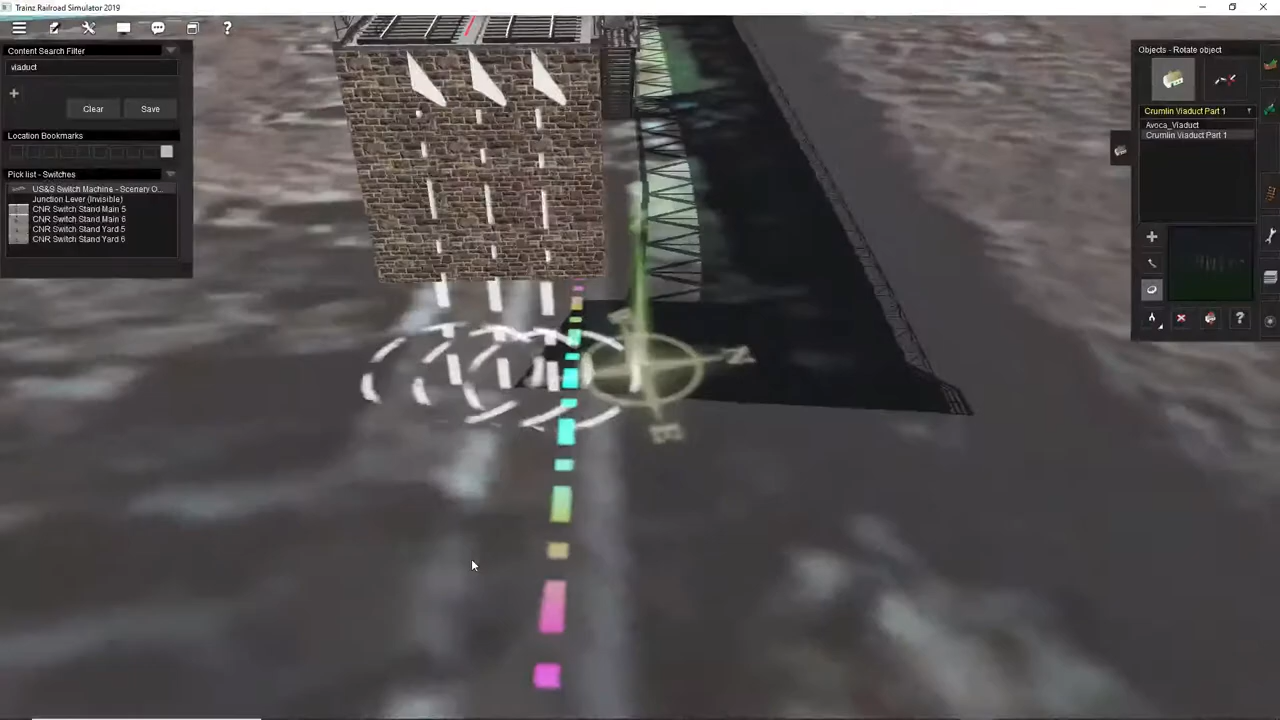 Trainz Railroad Simulator 2019
Content Search Filter
viaduct
Clear
Save
Location Bookmarks
Pick list - Switches
US&S Switch Machine - Scenery O...
Junction Lever (Invisible)
CNR Switch Stand Main 5
CNR Switch Stand Main 6
CNR Switch Stand Yard 5
CNR Switch Stand Yard 6
Objects - Rotate object
Crumlin Viaduct Part 1
Avoca_Viaduct
Crumlin Viaduct Part 1
N
E